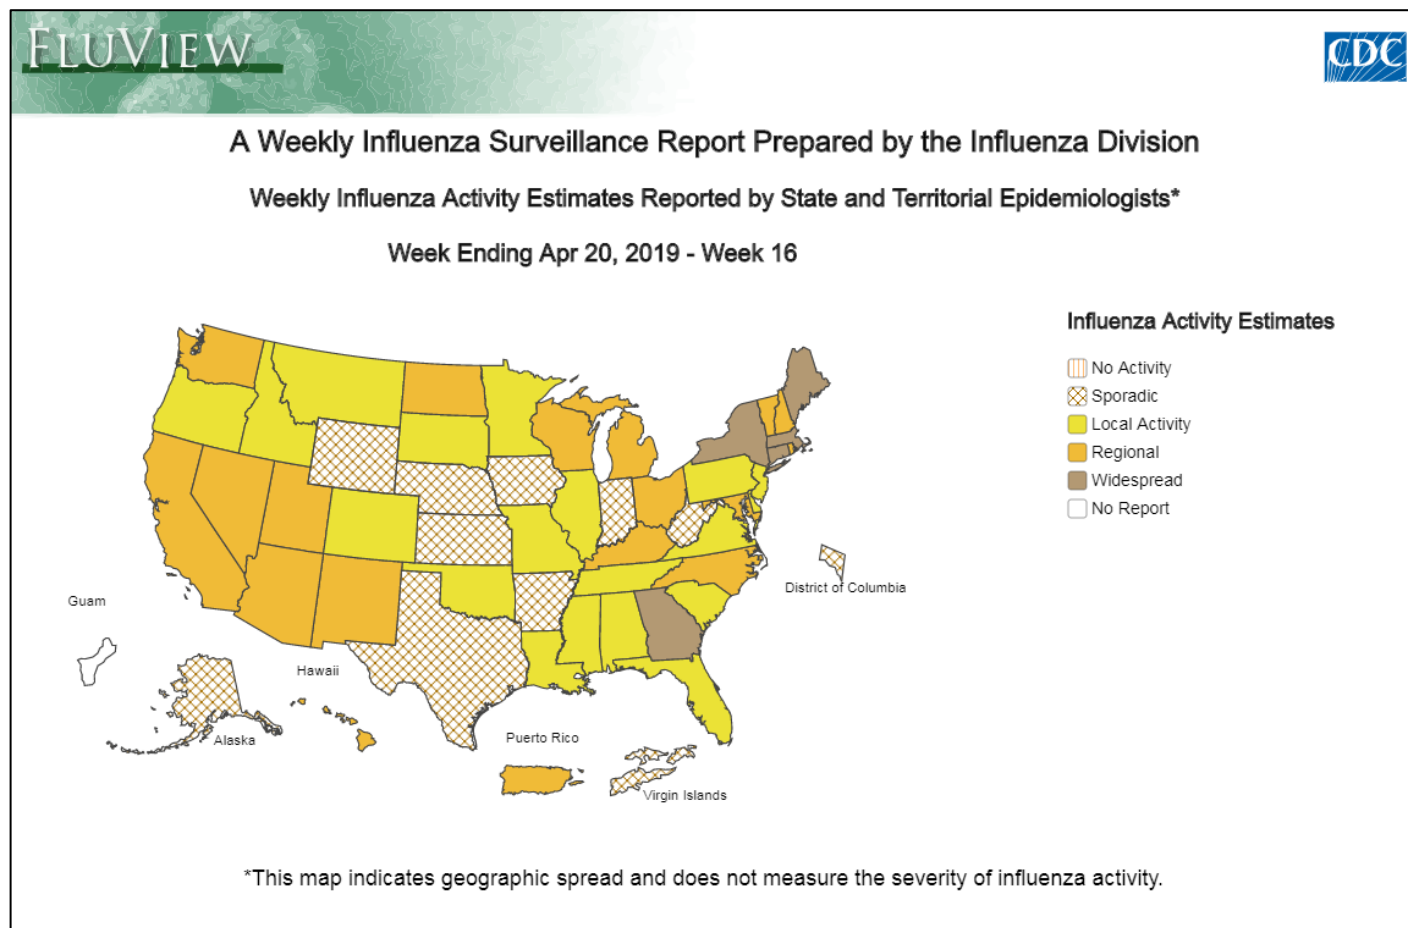 FLUVIEW
CDC
A Weekly Influenza Surveillance Report Prepared by the Influenza Division
Weekly Influenza Activity Estimates Reported by State and Territorial Epidemiologists*
Week Ending Apr 20, 2019 - Week 16
Influenza Activity Estimates
No Activity
Sporadic
Local Activity
Regional
Widespread
No Report
District of Columbia
Guam
Hawaii
Alaska
Puerto Rico
Virgin Islands
*This map indicates geographic spread and does not measure the severity of influenza activity.